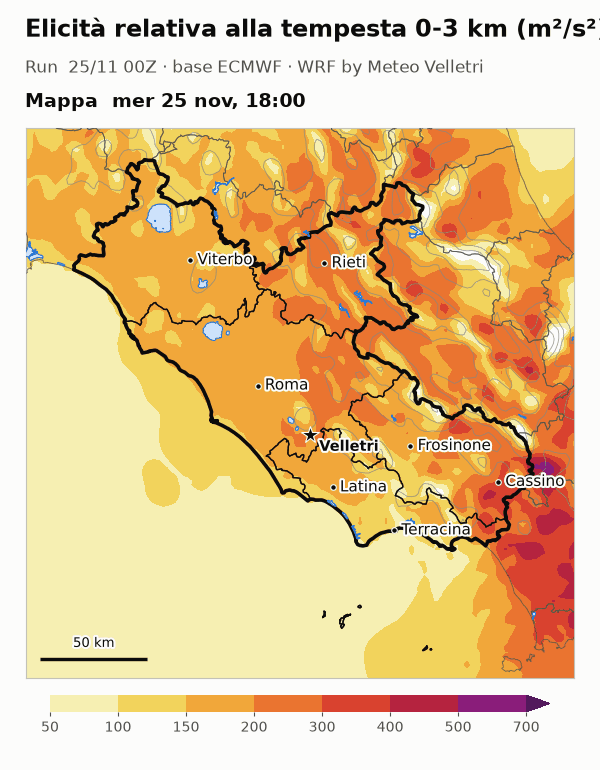 Elicità relativa alla tempesta 0-3 km (m²/s²)
Run  25/11 00Z · base ECMWF · WRF by Meteo Velletri
Mappa  mer 25 nov, 18:00
Viterbo
Rieti
Roma
Velletri
Frosinone
Cassino
Latina
Terracina
50 km
50 100 150 200 300 400 500 700